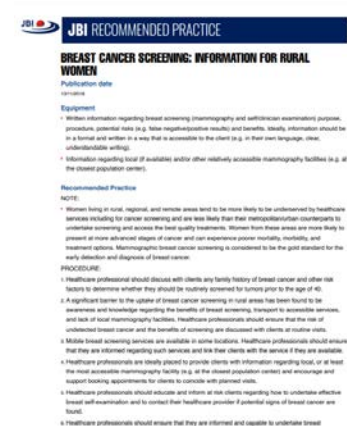 JBI
JBI RECOMMENDED PRACTICE
BREAST CANCER SCREENING: INFORMATION FOR RURAL
WOMEN
Publication date
Equipment
• Written information regarding breast screening (mammography and self/clinician examination) purpose,
procedure, potential risks (e.g. false negative/positive results) and benefits. Ideally, information should be
in a format and written in a way that is accessible to the client (e.g. in their own language, clear,
understandable writing).
• Information regarding local (if available) and/or other relatively accessible mammography facilities (e.g. at
the closest population center).
Recommended Practice
NOTE:
• Women living in rural, regional, and remote areas tend to be more likely to be underserved by healthcare
services including for cancer screening and are less likely than their metropolitan/urban counterparts to
undertake screening and access the best quality treatments. Women from these areas are more likely to
present at more advanced stages of cancer and can experience poorer mortality, morbidity, and
treatment options. Mammographic breast cancer screening is considered to be the gold standard for the
early detection and diagnosis of breast cancer.
PROCEDURE:
Healthcare professional should discuss with clients any family history of breast cancer and other risk
factors to determine whether they should be routinely screened for tumors prior to the age of 40.
A significant barrier to the uptake of breast cancer screening in rural areas has been found to be
awareness and knowledge regarding the benefits of breast screening, transport to accessible services,
and lack of local mammography facilities. Healthcare professionals should ensure that the risk of
undetected breast cancer and the benefits of screening are discussed with clients at routine visits.
Mobile breast screening services are available in some locations. Healthcare professionals should ensure
that they are informed regarding such services and link their clients with the service if they are available.
Healthcare professionals are ideally placed to provide clients with information regarding local, or at least
the most accessible mammography facility (e.g. at the closest population center) and encourage and
support booking appointments for clients to coincide with planned visits.
Healthcare professionals should educate and inform at risk clients regarding how to undertake effective
breast self-examination and to contact their healthcare provider if potential signs of breast cancer are
found.
Healthcare professionals should ensure that they are informed and capable to undertake breast